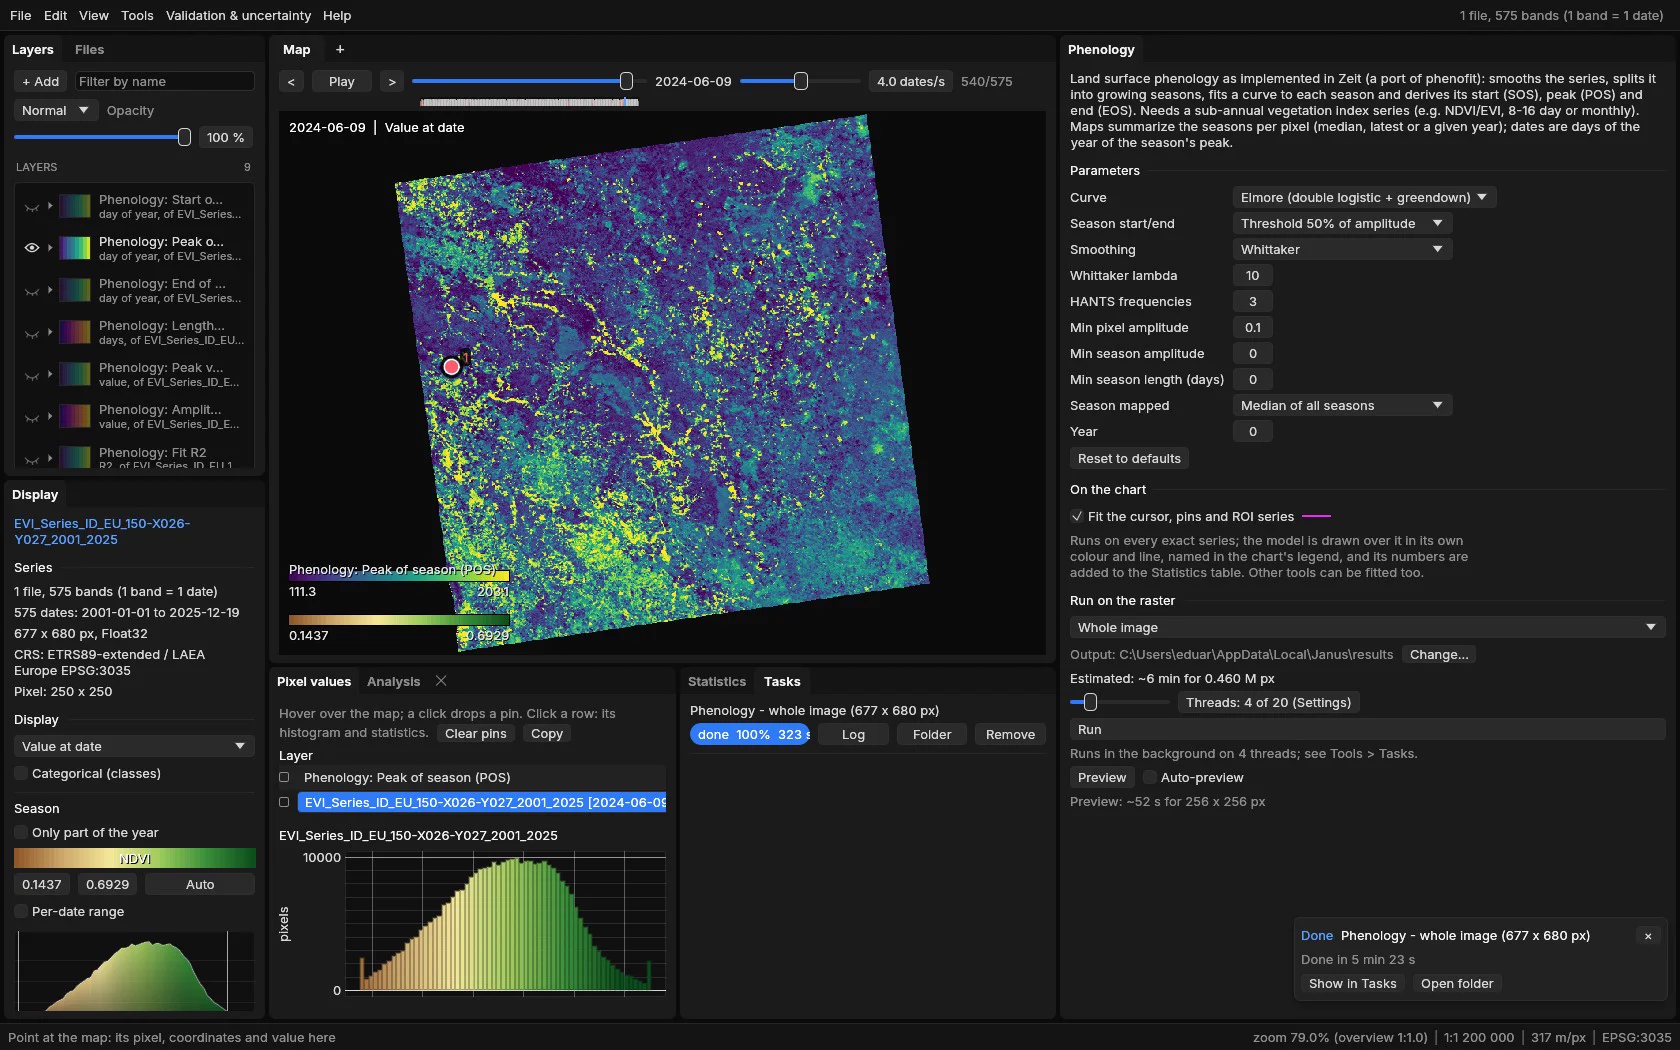 File Edit View Tools Validation & uncertainty Help
1 file, 575 bands (1 band = 1 date)
Layers Files
+ Add Filter by name
Normal Opacity
100 %
LAYERS 9
Phenology: Start o...
day of year, of EVI_Series...
Phenology: Peak o...
day of year, of EVI_Series...
Phenology: End of ...
day of year, of EVI_Series...
Phenology: Length...
days, of EVI_Series_ID_EU...
Phenology: Peak v...
value, of EVI_Series_ID_E...
Phenology: Amplit...
value, of EVI_Series_ID_E...
Phenology: Fit R2
R2, of EVI_Series_ID_EU_1...
Display
EVI_Series_ID_EU_150-X026-
Y027_2001_2025
Series
1 file, 575 bands (1 band = 1 date)
575 dates: 2001-01-01 to 2025-12-19
677 x 680 px, Float32
CRS: ETRS89-extended / LAEA
Europe EPSG:3035
Pixel: 250 x 250
Display
Value at date
Categorical (classes)
Season
Only part of the year
NDVI
0.1437 0.6929 Auto
Per-date range
Map +
< Play > 2024-06-09 4.0 dates/s 540/575
2024-06-09 | Value at date
1
Phenology: Peak of season (POS)
111.3 203.1
0.1437 0.6929
Pixel values Analysis
Hover over the map; a click drops a pin. Click a row: its
histogram and statistics. Clear pins Copy
Layer
Phenology: Peak of season (POS)
EVI_Series_ID_EU_150-X026-Y027_2001_2025 [2024-06-09
EVI_Series_ID_EU_150-X026-Y027_2001_2025
10000
pixels
0
Statistics Tasks
Phenology - whole image (677 x 680 px)
done 100% 323 s Log Folder Remove
Phenology
Land surface phenology as implemented in Zeit (a port of phenofit): smooths the series, splits it
into growing seasons, fits a curve to each season and derives its start (SOS), peak (POS) and
end (EOS). Needs a sub-annual vegetation index series (e.g. NDVI/EVI, 8-16 day or monthly).
Maps summarize the seasons per pixel (median, latest or a given year); dates are days of the
year of the season's peak.
Parameters
Curve Elmore (double logistic + greendown)
Season start/end Threshold 50% of amplitude
Smoothing Whittaker
Whittaker lambda 10
HANTS frequencies 3
Min pixel amplitude 0.1
Min season amplitude 0
Min season length (days) 0
Season mapped Median of all seasons
Year 0
Reset to defaults
On the chart
Fit the cursor, pins and ROI series
Runs on every exact series; the model is drawn over it in its own
colour and line, named in the chart's legend, and its numbers are
added to the Statistics table. Other tools can be fitted too.
Run on the raster
Whole image
Output: C:\Users\eduar\AppData\Local\Janus\results Change...
Estimated: ~6 min for 0.460 M px
Threads: 4 of 20 (Settings)
Run
Runs in the background on 4 threads; see Tools > Tasks.
Preview Auto-preview
Preview: ~52 s for 256 x 256 px
Done Phenology - whole image (677 x 680 px) ×
Done in 5 min 23 s
Show in Tasks Open folder
Point at the map: its pixel, coordinates and value here
zoom 79.0% (overview 1:1.0) | 1:1 200 000 | 317 m/px | EPSG:3035